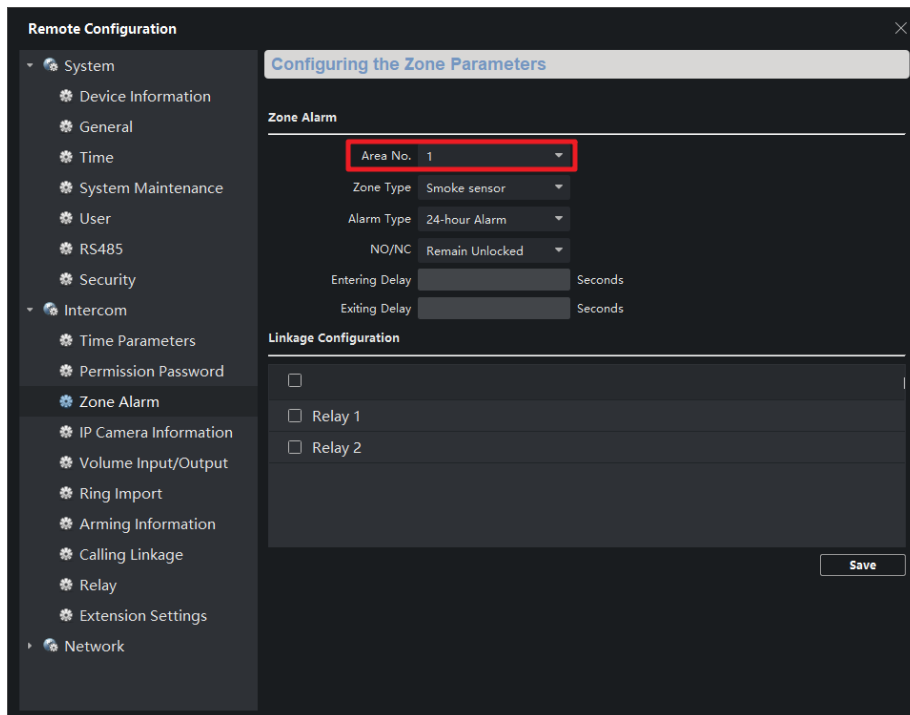 Remote Configuration
System
Device Information
General
Time
System Maintenance
User
RS485
Security
Intercom
Time Parameters
Permission Password
Zone Alarm
IP Camera Information
Volume Input/Output
Ring Import
Arming Information
Calling Linkage
Relay
Extension Settings
Network
Configuring the Zone Parameters
Zone Alarm
Area No. 1
Zone Type Smoke sensor
Alarm Type 24-hour Alarm
NO/NC Remain Unlocked
Entering Delay Seconds
Exiting Delay Seconds
Linkage Configuration
Relay 1
Relay 2
Save